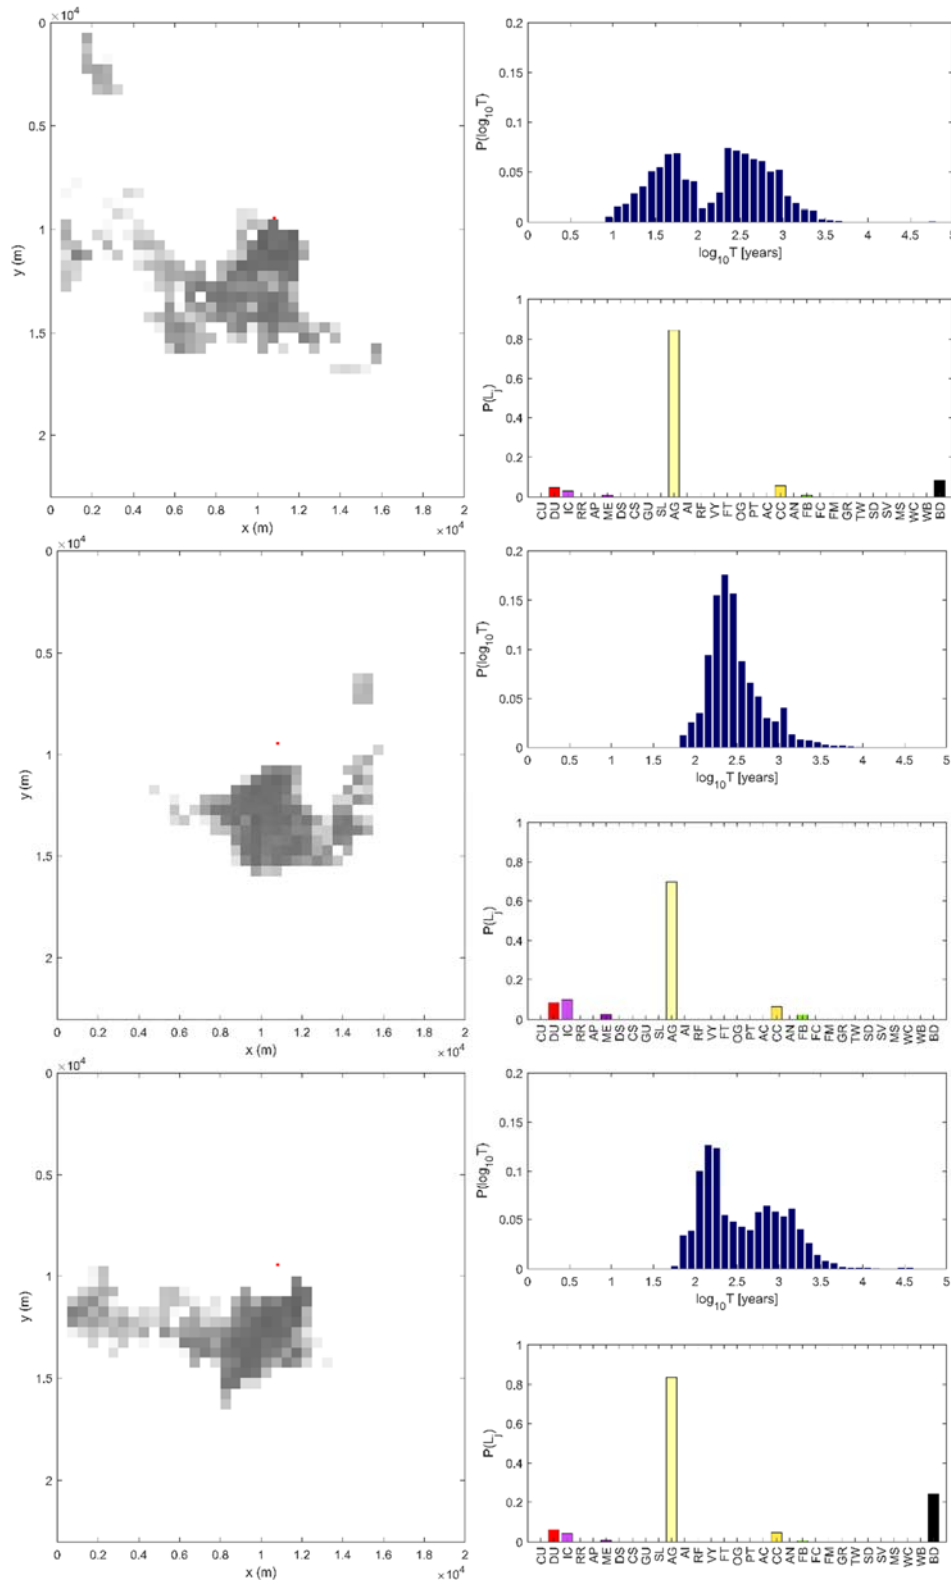 ×10⁴
0
0.5
1
1.5
2
y (m)
0 0.2 0.4 0.6 0.8 1 1.2 1.4 1.6 1.8 2
x (m)
×10⁴
0.2
0.15
0.1
0.05
0
P(log₁₀T)
0 0.5 1 1.5 2 2.5 3 3.5 4 4.5 5
log₁₀T [years]
1
0.8
0.6
0.4
0.2
0
P(Lⱼ)
CU DU IC RR AP ME DS CS GU SL AG AI RF VY FT OG PT AC CC AN FB FC FM GR TW SD SV MS WC WB BD
×10⁴
0
0.5
1
1.5
2
y (m)
0 0.2 0.4 0.6 0.8 1 1.2 1.4 1.6 1.8 2
x (m)
×10⁴
0.2
0.15
0.1
0.05
0
P(log₁₀T)
0 0.5 1 1.5 2 2.5 3 3.5 4 4.5 5
log₁₀T [years]
1
0.8
0.6
0.4
0.2
0
P(Lⱼ)
CU DU IC RR AP ME DS CS GU SL AG AI RF VY FT OG PT AC CC AN FB FC FM GR TW SD SV MS WC WB BD
×10⁴
0
0.5
1
1.5
2
y (m)
0 0.2 0.4 0.6 0.8 1 1.2 1.4 1.6 1.8 2
x (m)
×10⁴
0.2
0.15
0.1
0.05
0
P(log₁₀T)
0 0.5 1 1.5 2 2.5 3 3.5 4 4.5 5
log₁₀T [years]
1
0.8
0.6
0.4
0.2
0
P(Lⱼ)
CU DU IC RR AP ME DS CS GU SL AG AI RF VY FT OG PT AC CC AN FB FC FM GR TW SD SV MS WC WB BD